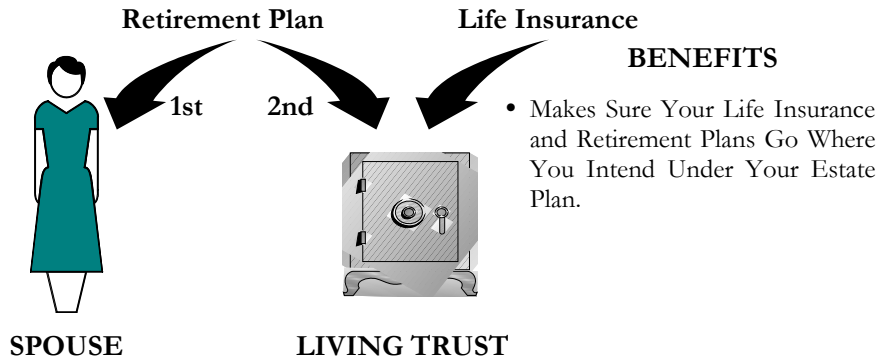 Retirement Plan
Life Insurance
BENEFITS
1st
2nd
• Makes Sure Your Life Insurance
and Retirement Plans Go Where
You Intend Under Your Estate
Plan.
SPOUSE
LIVING TRUST